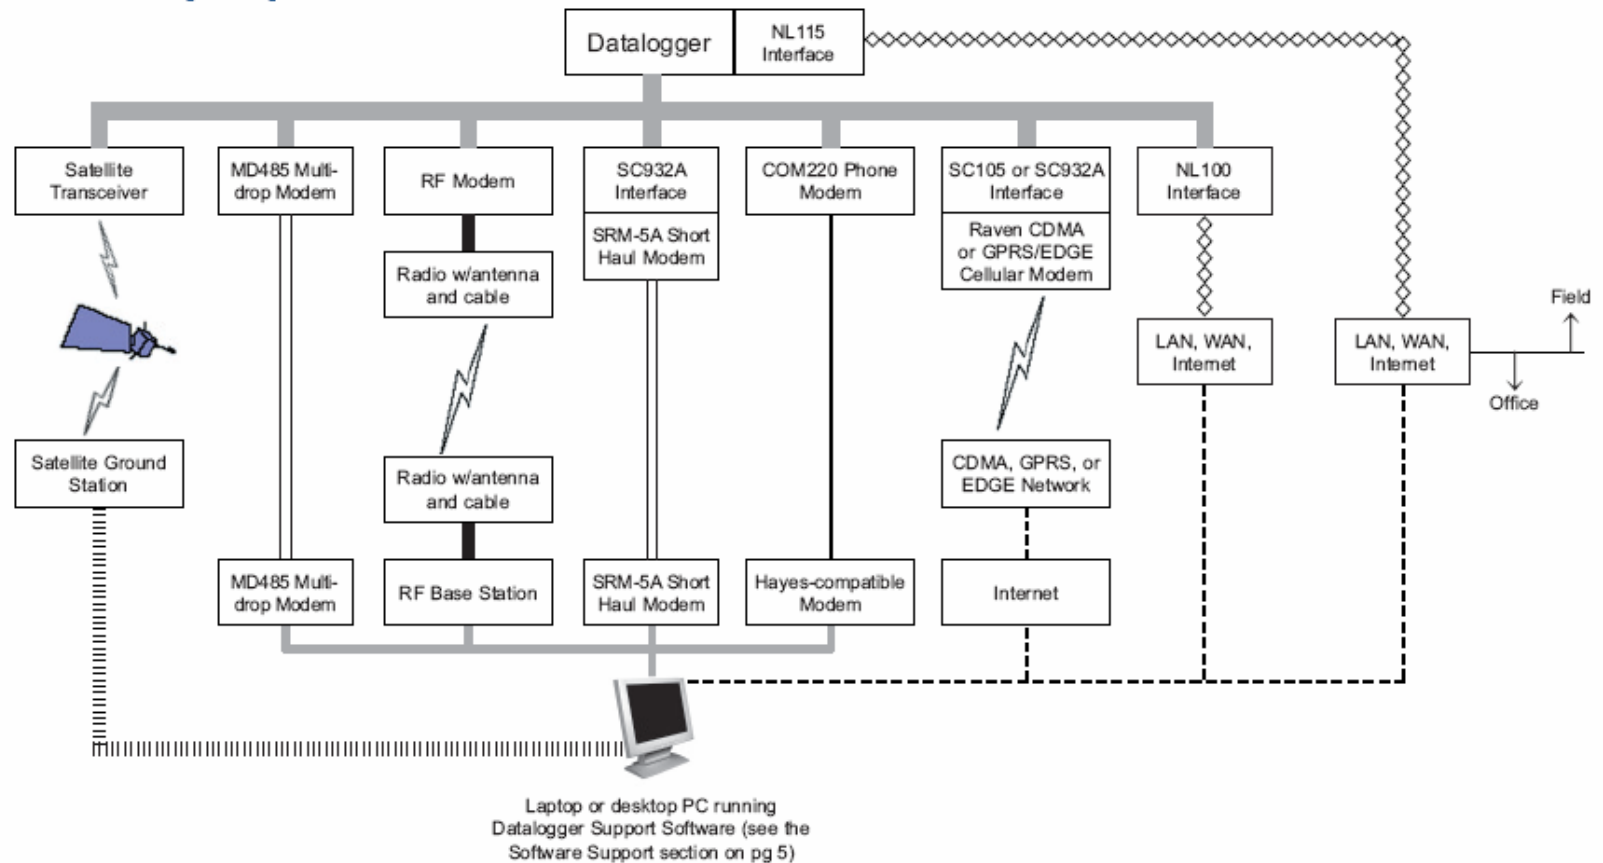 Datalogger
NL115
Interface
Satellite
Transceiver
MD485 Multi-
drop Modem
RF Modem
SC932A
Interface
COM220 Phone
Modem
SC105 or SC932A
Interface
NL100
Interface
SRM-5A Short
Haul Modem
Raven CDMA
or GPRS/EDGE
Cellular Modem
Radio w/antenna
and cable
LAN, WAN,
Internet
LAN, WAN,
Internet
Field
Office
Satellite Ground
Station
Radio w/antenna
and cable
CDMA, GPRS, or
EDGE Network
MD485 Multi-
drop Modem
RF Base Station
SRM-5A Short
Haul Modem
Hayes-compatible
Modem
Internet
Laptop or desktop PC running
Datalogger Support Software (see the
Software Support section on pg 5)